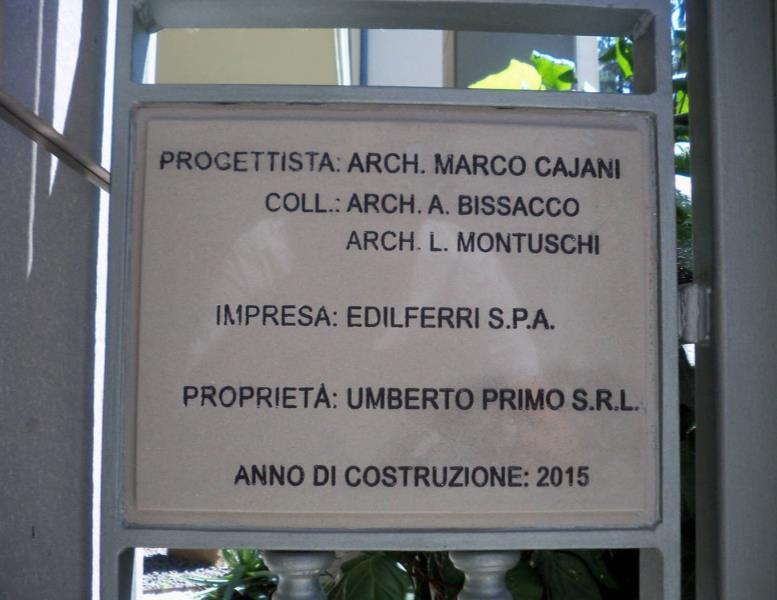 PROGETTISTA: ARCH. MARCO CAJANI
COLL.: ARCH. A. BISSACCO
ARCH. L. MONTUSCHI
IMPRESA: EDILFERRI S.P.A.
PROPRIETÀ: UMBERTO PRIMO S.R.L.
ANNO DI COSTRUZIONE: 2015